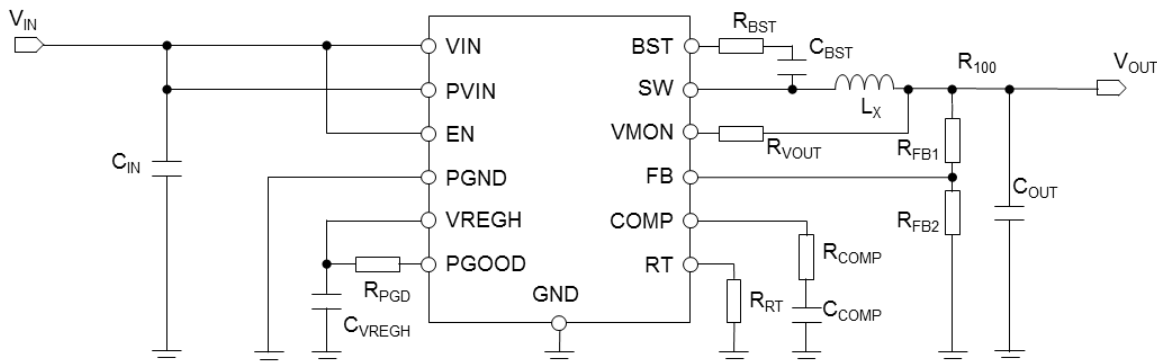 VIN
VIN
PVIN
EN
PGND
VREGH
PGOOD
GND
BST
SW
VMON
FB
COMP
RT
CIN
RPGD
CVREGH
RBST
CBST
LX
RVOUT
R100
VOUT
RFB1
RFB2
COUT
RCOMP
CCOMP
RRT